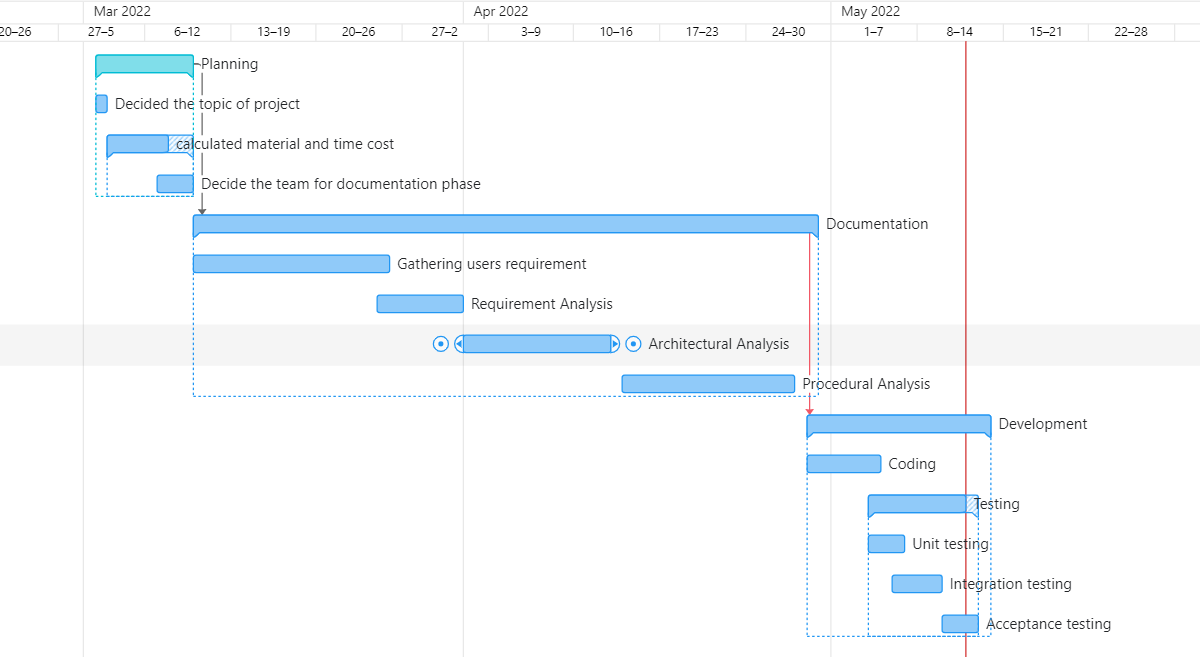 Mar 2022 Apr 2022 May 2022
20–26 27–5 6–12 13–19 20–26 27–2 3–9 10–16 17–23 24–30 1–7 8–14 15–21 22–28
Planning
Decided the topic of project
calculated material and time cost
Decide the team for documentation phase
Documentation
Gathering users requirement
Requirement Analysis
Architectural Analysis
Procedural Analysis
Development
Coding
Testing
Unit testing
Integration testing
Acceptance testing